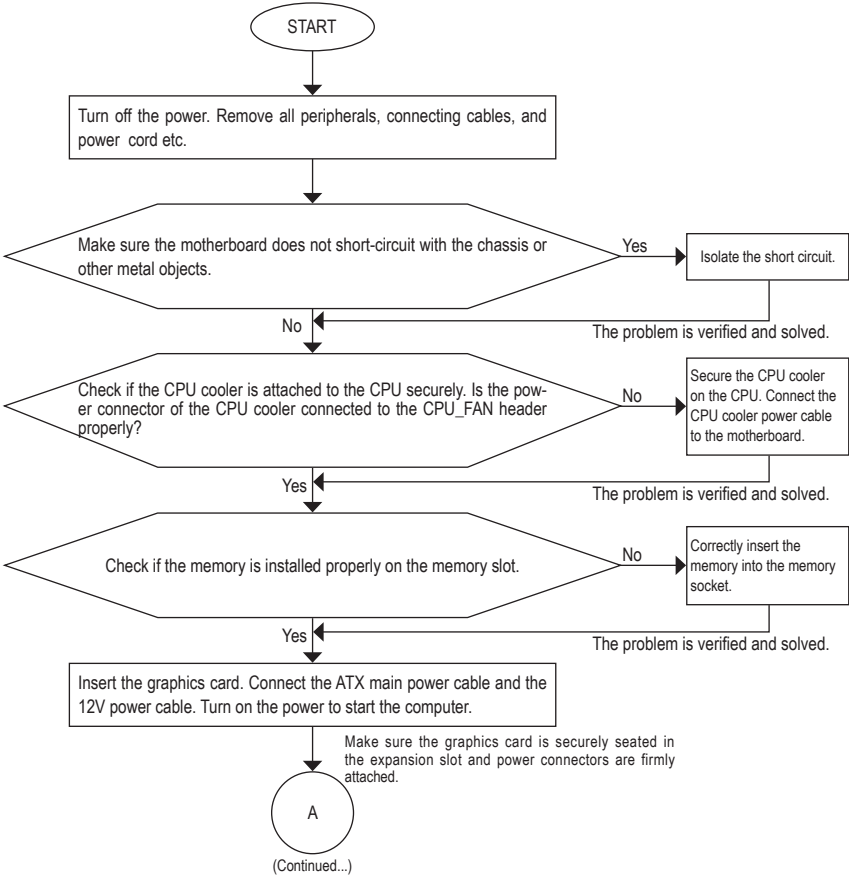 START
Turn off the power. Remove all peripherals, connecting cables, and
power cord etc.
Make sure the motherboard does not short-circuit with the chassis or
other metal objects.
Yes
Isolate the short circuit.
No
The problem is verified and solved.
Check if the CPU cooler is attached to the CPU securely. Is the pow-
er connector of the CPU cooler connected to the CPU_FAN header
properly?
No
Secure the CPU cooler
on the CPU. Connect the
CPU cooler power cable
to the motherboard.
Yes
The problem is verified and solved.
Check if the memory is installed properly on the memory slot.
No
Correctly insert the
memory into the memory
socket.
Yes
The problem is verified and solved.
Insert the graphics card. Connect the ATX main power cable and the
12V power cable. Turn on the power to start the computer.
Make sure the graphics card is securely seated in
the expansion slot and power connectors are firmly
attached.
A
(Continued...)